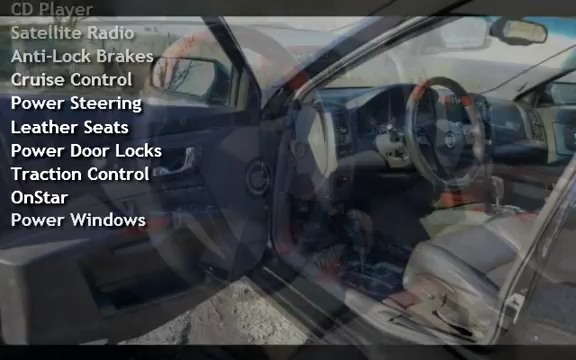 CD Player
Satellite Radio
Anti-Lock Brakes
Cruise Control
Power Steering
Leather Seats
Power Door Locks
Traction Control
OnStar
Power Windows